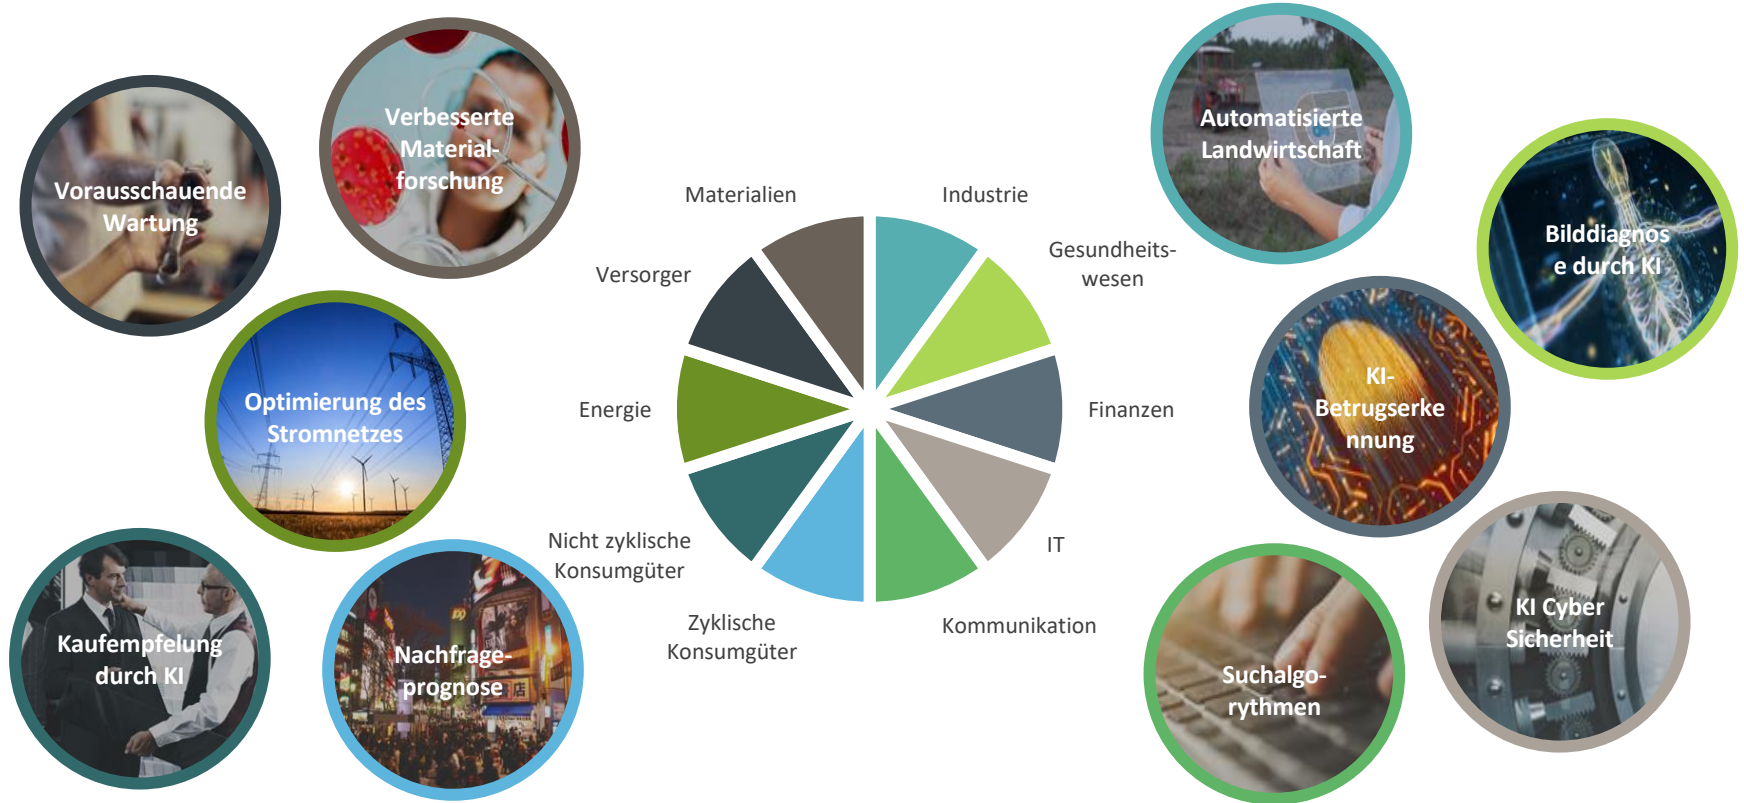 Vorausschauende
Wartung
Verbesserte
Material-
forschung
Optimierung des
Stromnetzes
Kaufempfelung
durch KI
Nachfrage-
prognose
Materialien
Versorger
Energie
Nicht zyklische
Konsumgüter
Zyklische
Konsumgüter
Industrie
Gesundheits-
wesen
Finanzen
IT
Kommunikation
Automatisierte
Landwirtschaft
Bilddiagnos
e durch KI
KI-
Betrugserke
nnung
KI Cyber
Sicherheit
Suchalgo-
rythmen